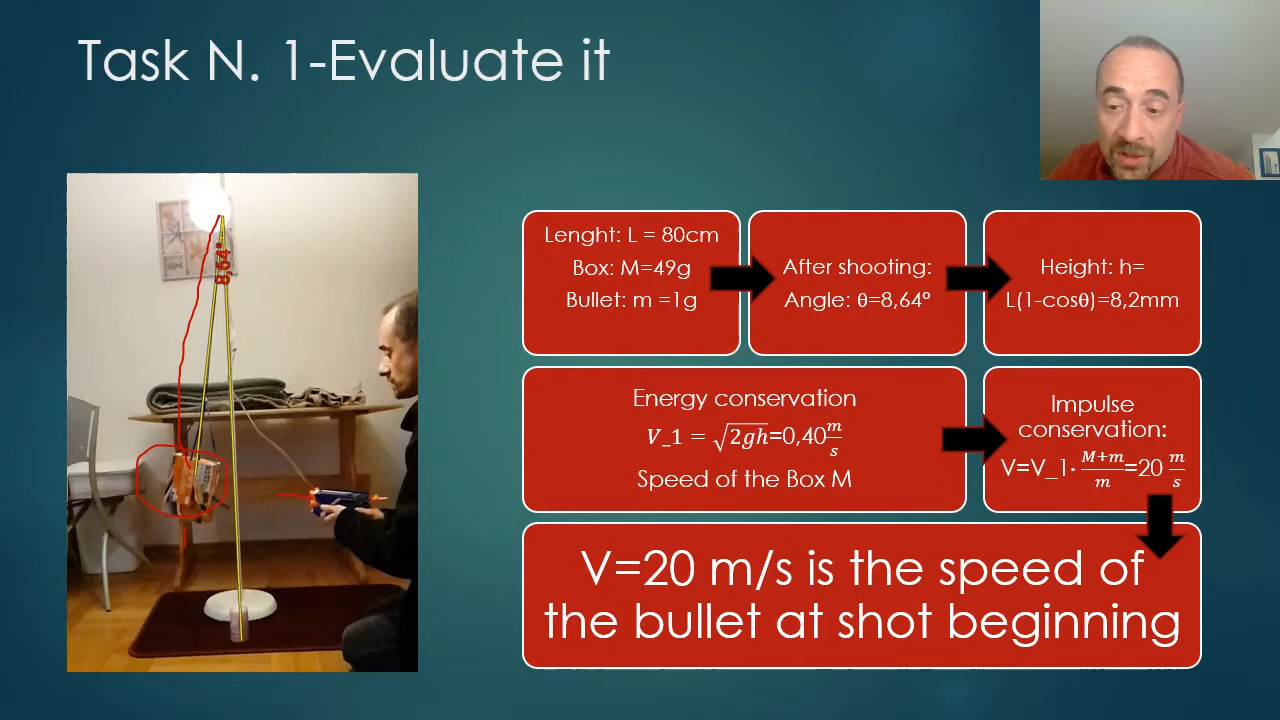 Task N. 1-Evaluate it
Lenght: L = 80cm
Box: M=49g
Bullet: m =1g
After shooting:
Angle: θ=8,64°
Height: h=
L(1-cosθ)=8,2mm
Energy conservation
V_1 = √2gh=0,40 m/s
Speed of the Box M
Impulse
conservation:
V=V_1· M+m/m=20 m/s
V=20 m/s is the speed of
the bullet at shot beginning